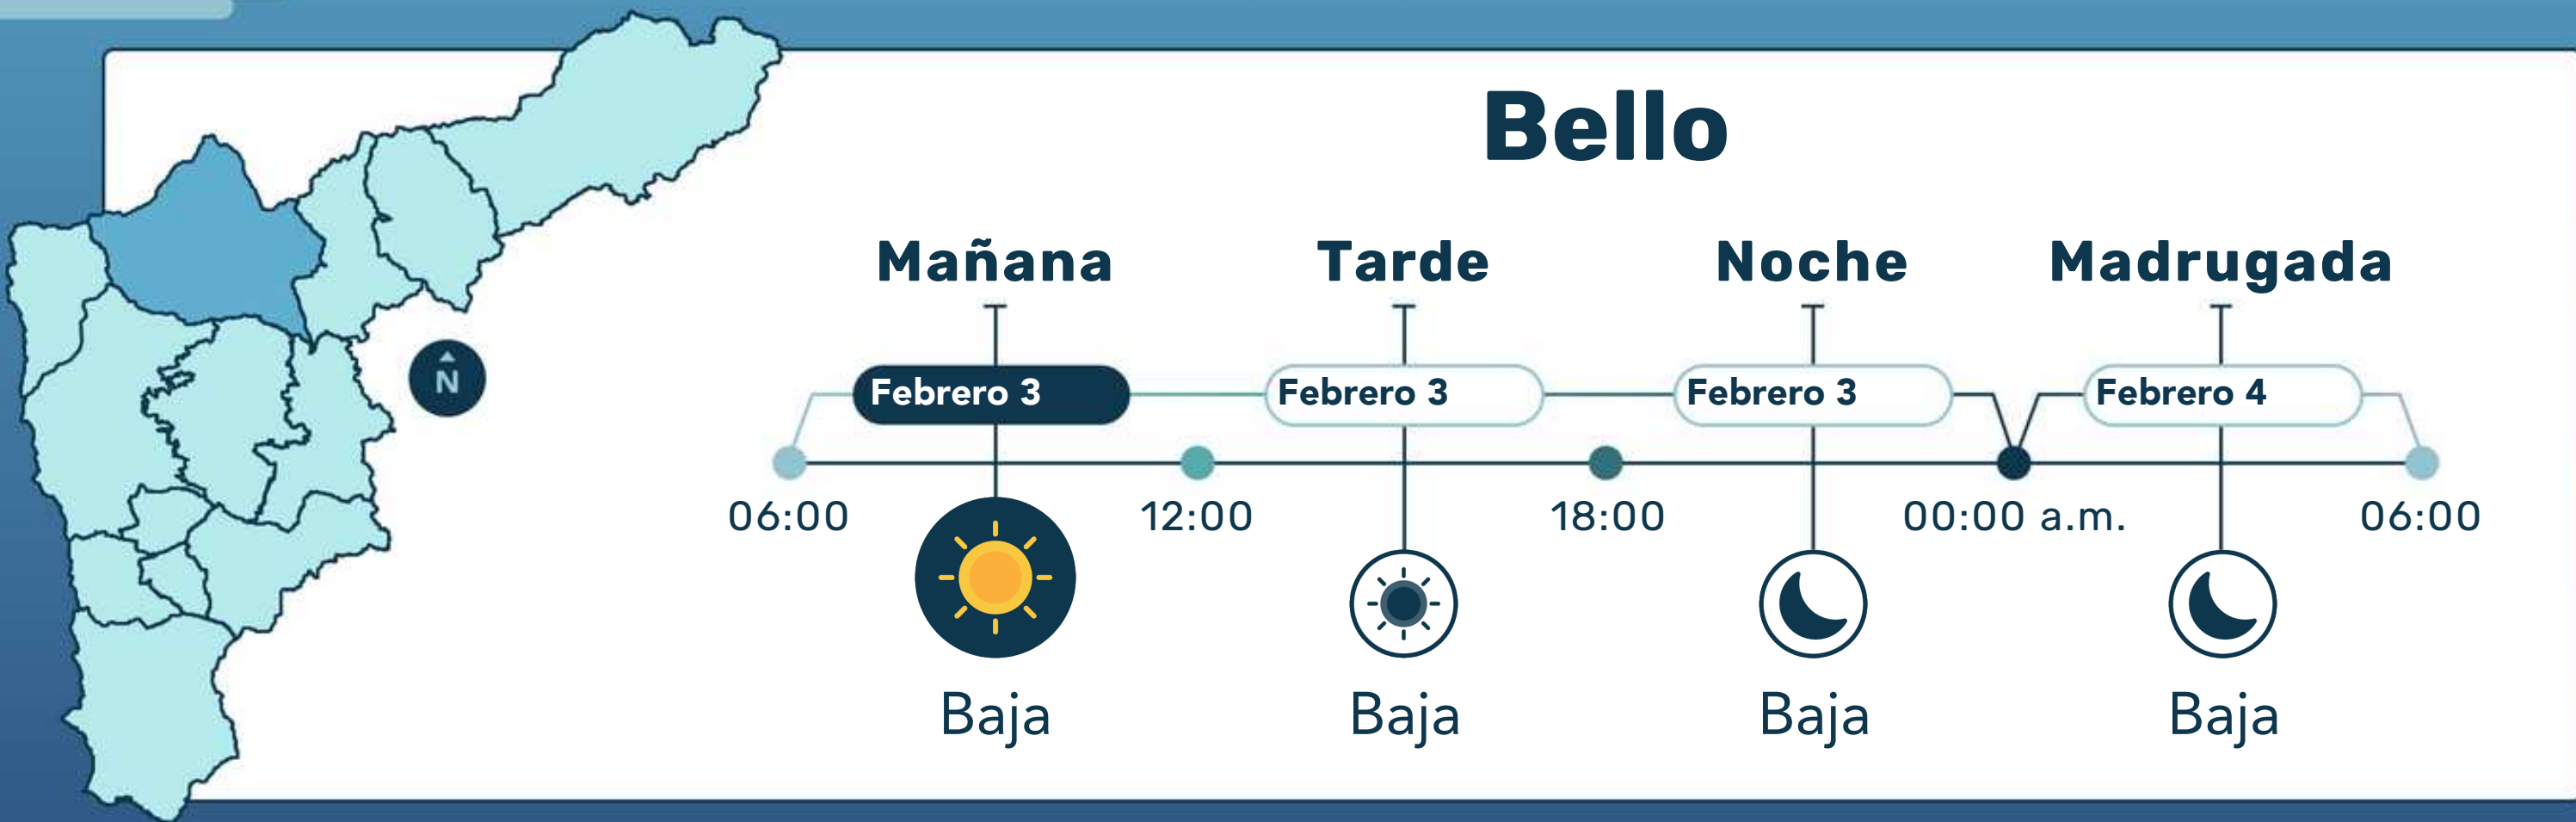 Bello
Mañana Tarde Noche Madrugada
N
Febrero 3 Febrero 3 Febrero 3 Febrero 4
06:00 12:00 18:00 00:00 a.m. 06:00
Baja Baja Baja Baja